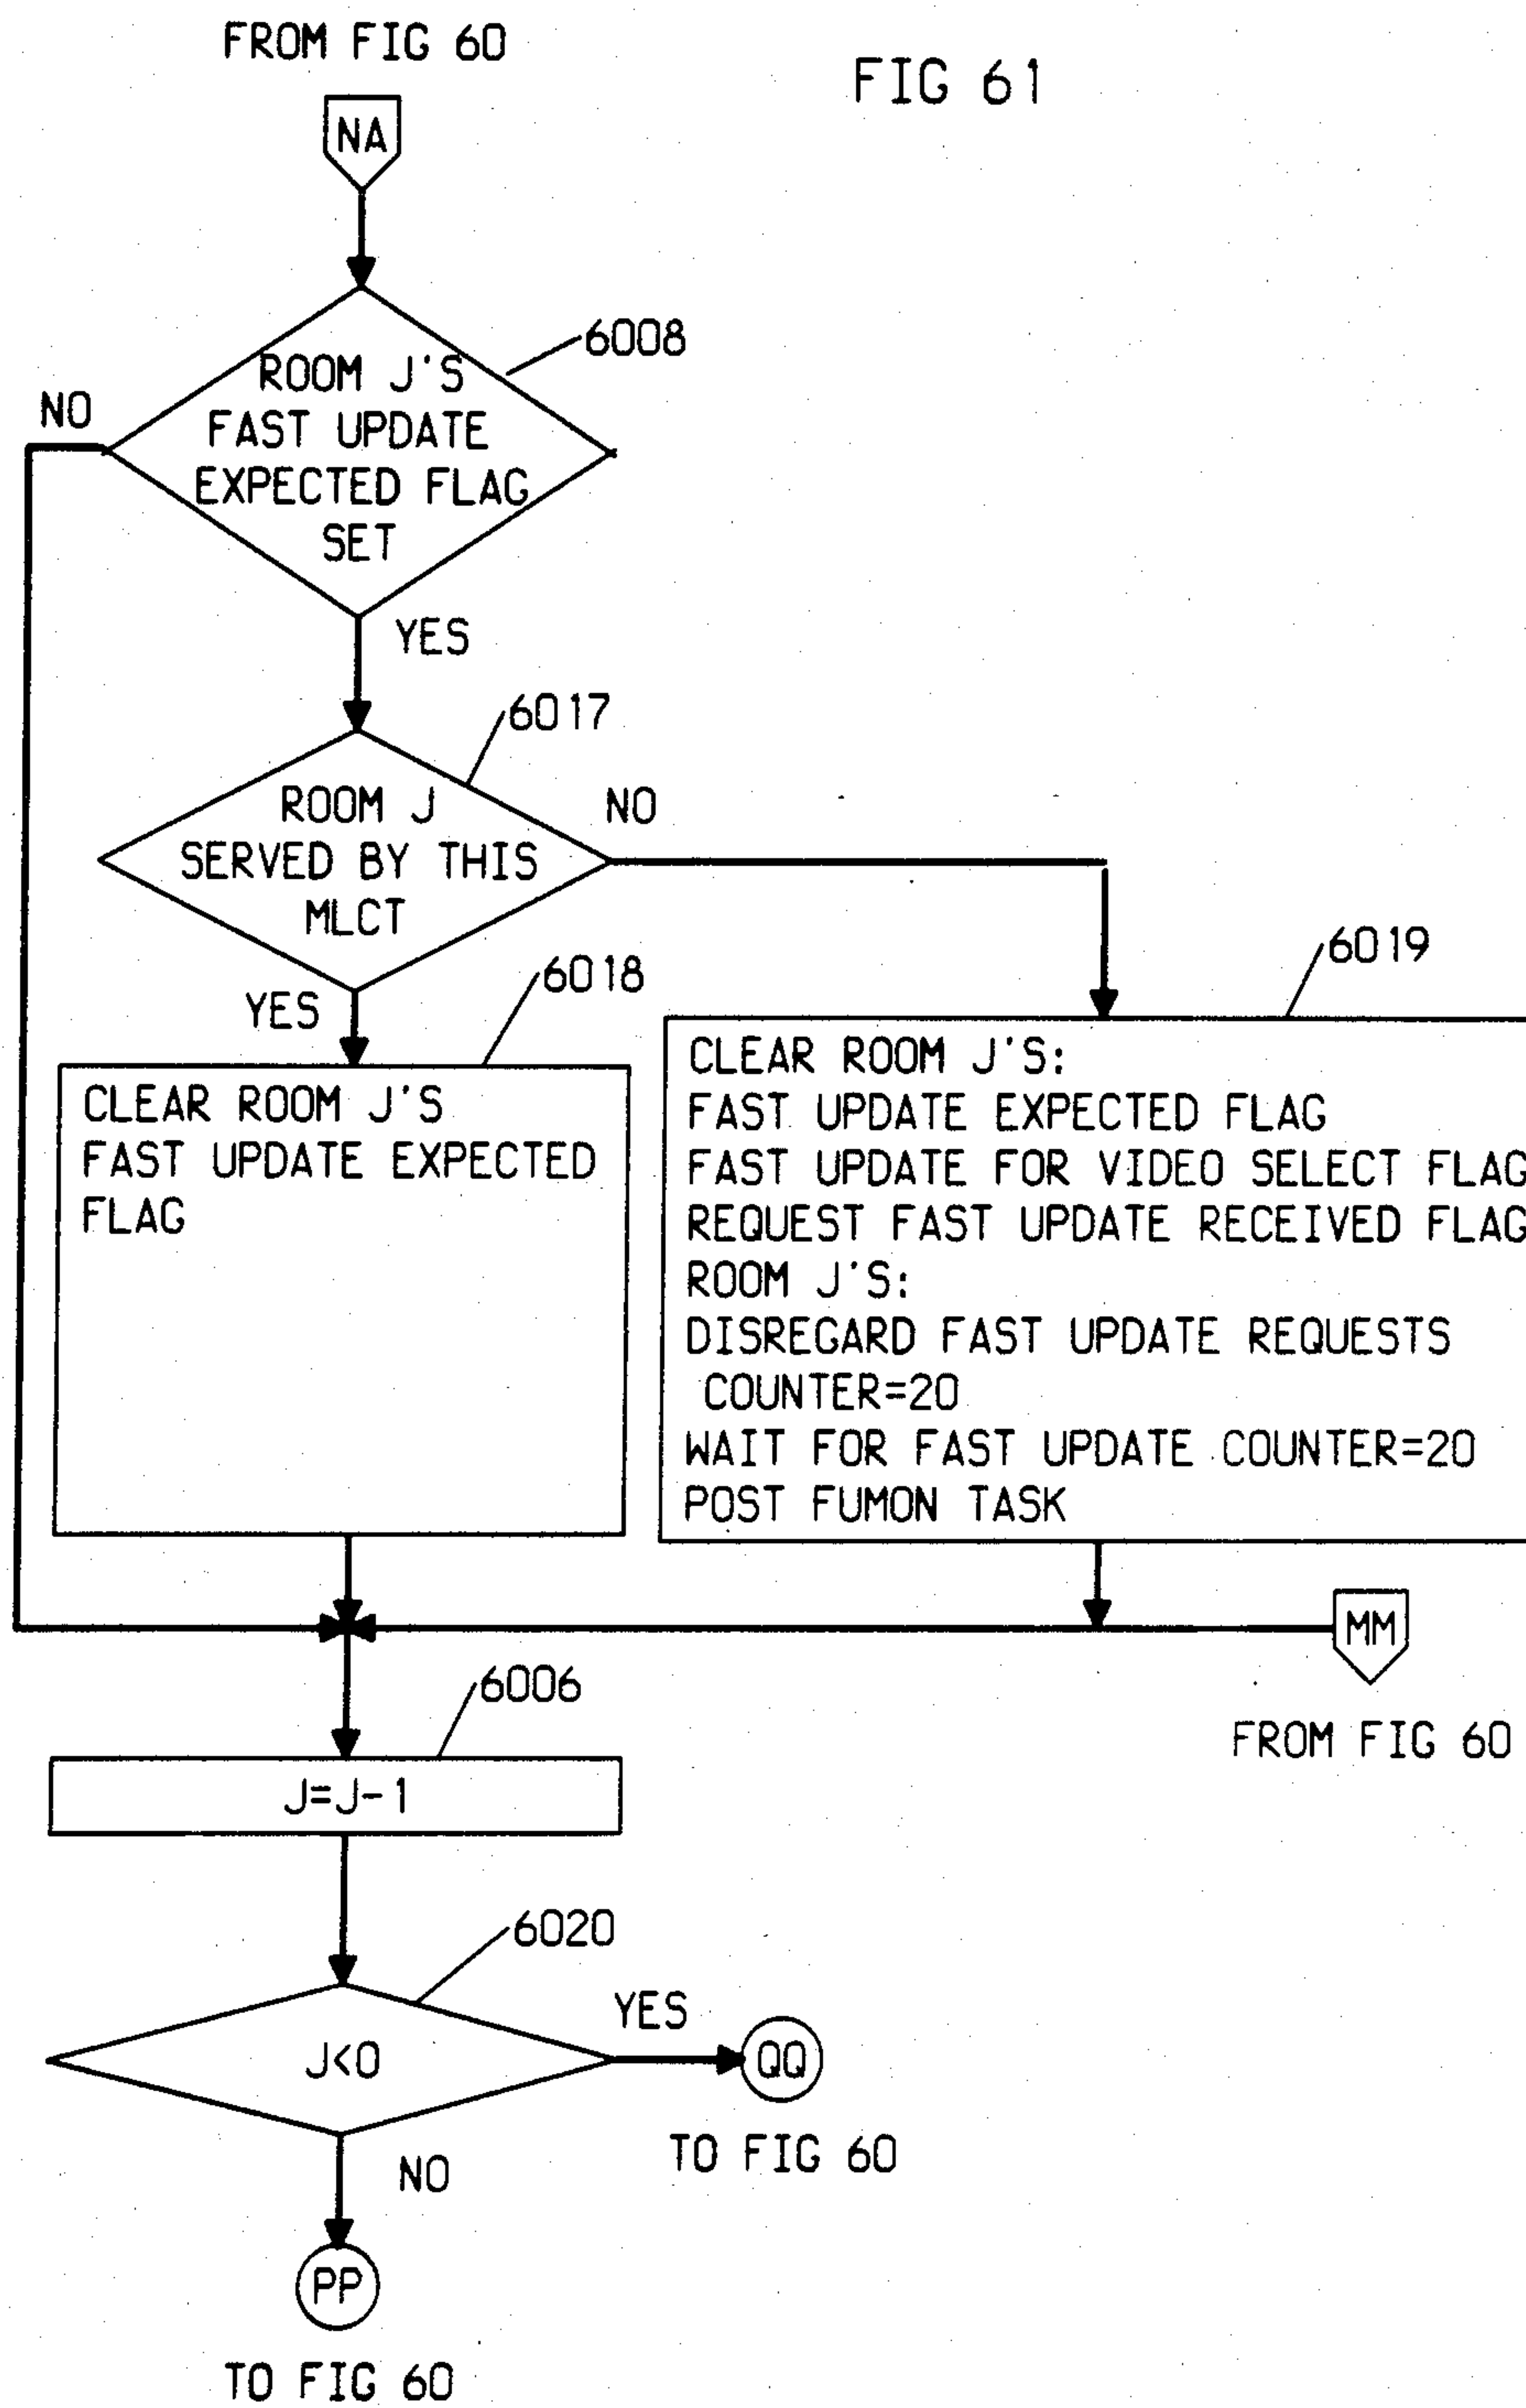 FROM FIG 60
FIG 61
NA
6008
ROOM J'S
FAST UPDATE
EXPECTED FLAG
SET
NO
YES
6017
ROOM J
SERVED BY THIS
MLCT
NO
YES
6018
6019
CLEAR ROOM J'S
FAST UPDATE EXPECTED
FLAG
CLEAR ROOM J'S:
FAST UPDATE EXPECTED FLAG
FAST UPDATE FOR VIDEO SELECT FLAG
REQUEST FAST UPDATE RECEIVED FLAG
ROOM J'S:
DISREGARD FAST UPDATE REQUESTS
COUNTER=20
WAIT FOR FAST UPDATE COUNTER=20
POST FUMON TASK
MM
FROM FIG 60
6006
J=J-1
6020
J<0
YES
QQ
TO FIG 60
NO
PP
TO FIG 60